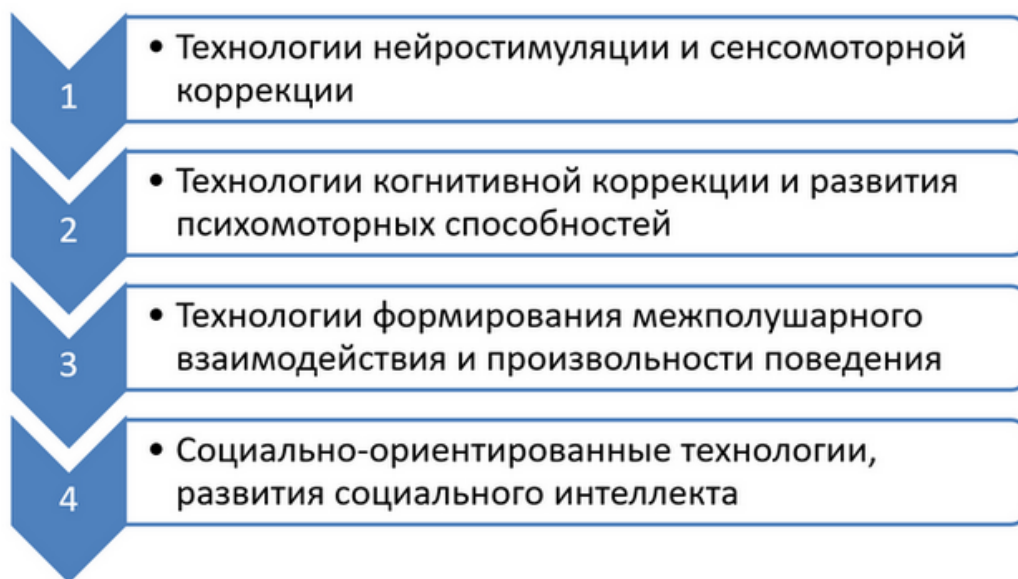 1
• Технологии нейростимуляции и сенсомоторной
коррекции
2
• Технологии когнитивной коррекции и развития
психомоторных способностей
3
• Технологии формирования межполушарного
взаимодействия и произвольности поведения
4
• Социально-ориентированные технологии,
развития социального интеллекта